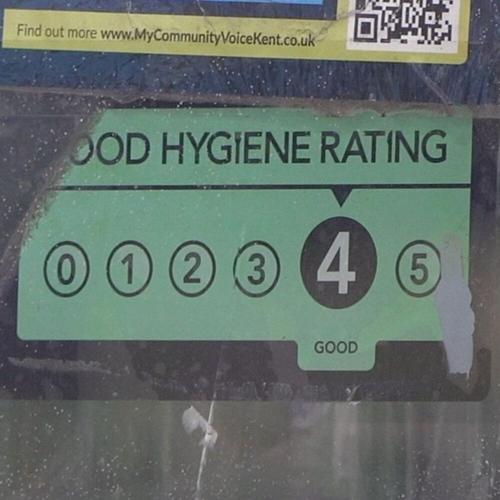 Find out more www.MyCommunityVoiceKent.co.uk
OOD HYGIENE RATING
0 1 2 3 4 5
GOOD